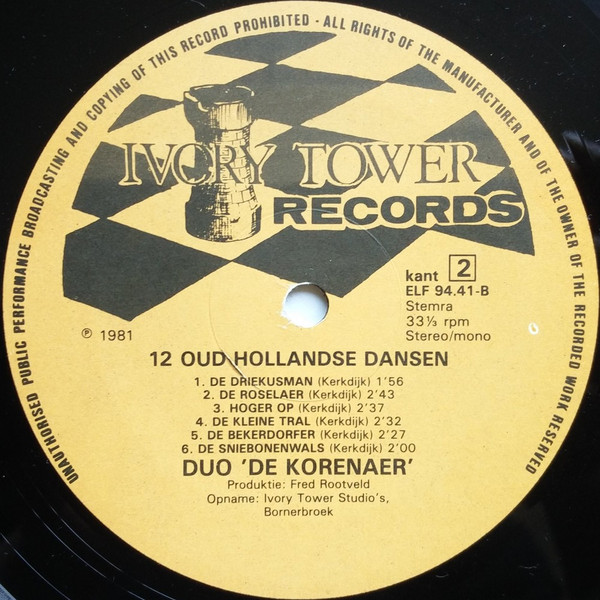 UNAUTHORISED PUBLIC PERFORMANCE BROADCASTING AND COPYING OF THIS RECORD PROHIBITED - ALL RIGHTS OF THE MANUFACTURER AND OF THE OWNER OF THE RECORDED WORK RESERVED
IVORY TOWER
RECORDS
kant 2
ELF 94.41-B
Stemra
33⅓ rpm
Stereo/mono
℗ 1981
12 OUD-HOLLANDSE DANSEN
1. DE DRIEKUSMAN (Kerkdijk) 1'56
2. DE ROSELAER (Kerkdijk) 2'43
3. HOGER OP (Kerkdijk) 2'37
4. DE KLEINE TRAL (Kerkdijk) 2'32
5. DE BEKERDORFER (Kerkdijk) 2'27
6. DE SNIEBONENWALS (Kerkdijk) 2'00
DUO 'DE KORENAER'
Produktie: Fred Rootveld
Opname: Ivory Tower Studio's,
Bornerbroek